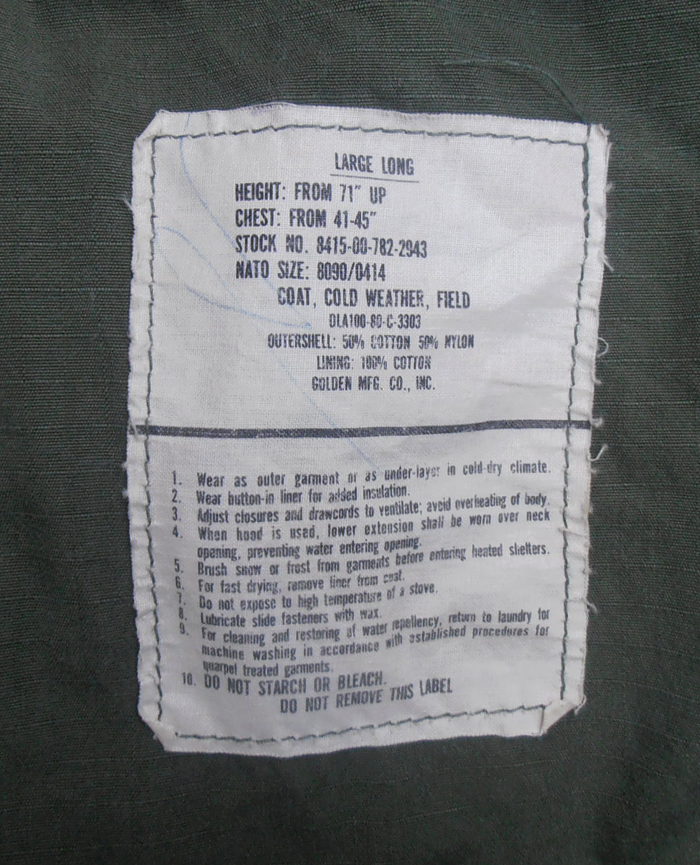 LARGE LONG
HEIGHT: FROM 71" UP
CHEST: FROM 41-45"
STOCK NO. 8415-00-782-2943
NATO SIZE: 8090/0414
COAT, COLD WEATHER, FIELD
DLA100-80-C-3303
OUTERSHELL: 50% COTTON 50% NYLON
LINING: 100% COTTON
GOLDEN MFG. CO., INC.
1. Wear as outer garment or as under-layer in cold-dry climate.
2. Wear button-in liner for added insulation.
3. Adjust closures and drawcords to ventilate; avoid overheating of body.
4. When hood is used, lower extension shall be worn over neck
opening, preventing water entering opening.
5. Brush snow or frost from garments before entering heated shelters.
6. For fast drying, remove liner from coat.
7. Do not expose to high temperature of a stove.
8. Lubricate slide fasteners with wax.
9. For cleaning and restoring of water repellency, return to laundry for
machine washing in accordance with established procedures for
quarpel treated garments.
10. DO NOT STARCH OR BLEACH.
DO NOT REMOVE THIS LABEL